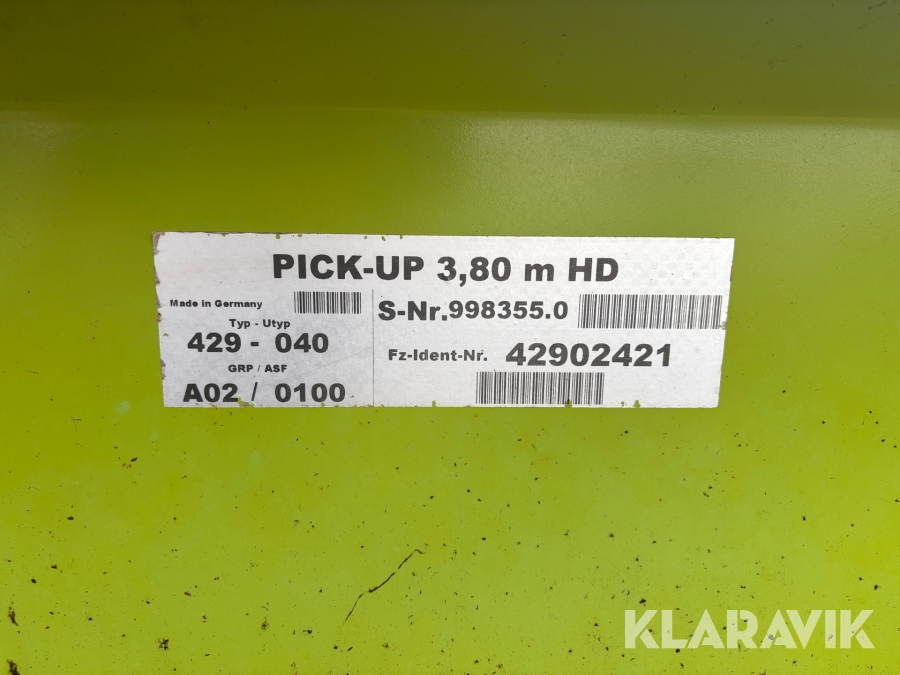 PICK-UP 3,80 m HD
Made in Germany
Typ - Utyp
429 - 040
GRP / ASF
A02 / 0100
S-Nr.998355.0
Fz-Ident-Nr. 42902421
KLARAVIK